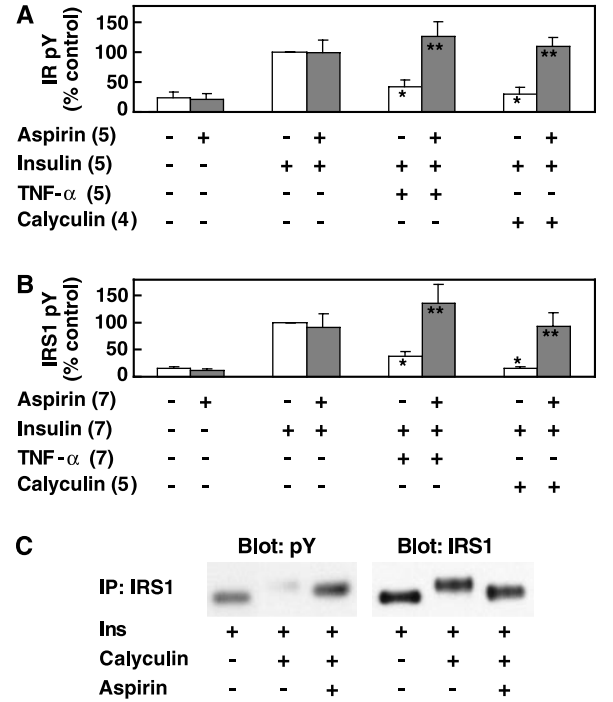 A
IR pY
(% control)
150
100
50
0
* ** * **
Aspirin (5) - + - + - + - +
Insulin (5) - - + + + + + +
TNF-α (5) - - - - + + - -
Calyculin (4) - - - - - - + +
B
IRS1 pY
(% control)
150
100
50
0
* ** * **
Aspirin (7) - + - + - + - +
Insulin (7) - - + + + + + +
TNF-α (7) - - - - + + - -
Calyculin (5) - - - - - - + +
C
Blot: pY Blot: IRS1
IP: IRS1
Ins + + + + + +
Calyculin - + + - + +
Aspirin - - + - - +